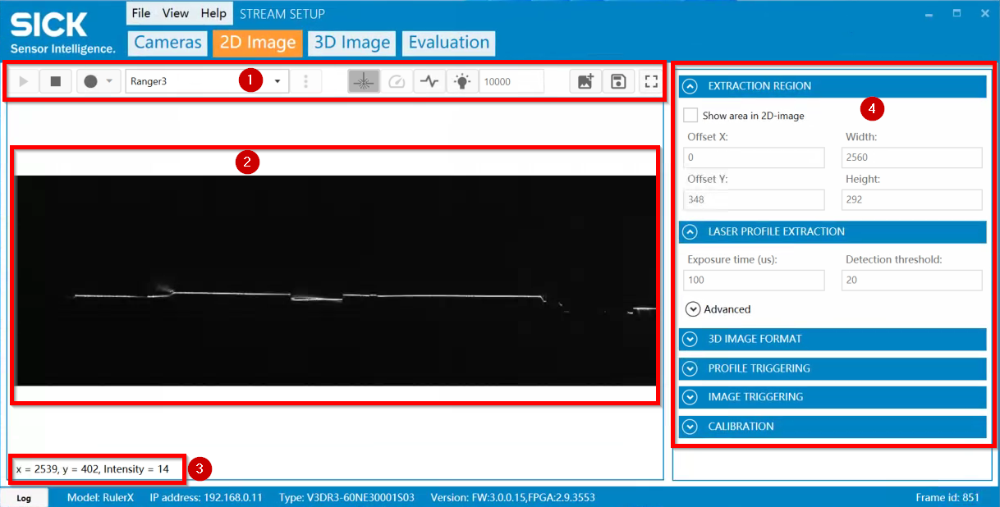 SICK
Sensor Intelligence.
File View Help STREAM SETUP
Cameras 2D Image 3D Image Evaluation
Ranger3 1 10000
2
x = 2539, y = 402, Intensity = 14 3
EXTRACTION REGION
4
Show area in 2D-image
Offset X: Width:
0 2560
Offset Y: Height:
348 292
LASER PROFILE EXTRACTION
Exposure time (us): Detection threshold:
100 20
Advanced
3D IMAGE FORMAT
PROFILE TRIGGERING
IMAGE TRIGGERING
CALIBRATION
Log Model: RulerX IP address: 192.168.0.11 Type: V3DR3-60NE30001S03 Version: FW:3.0.0.15,FPGA:2.9.3553 Frame id: 851